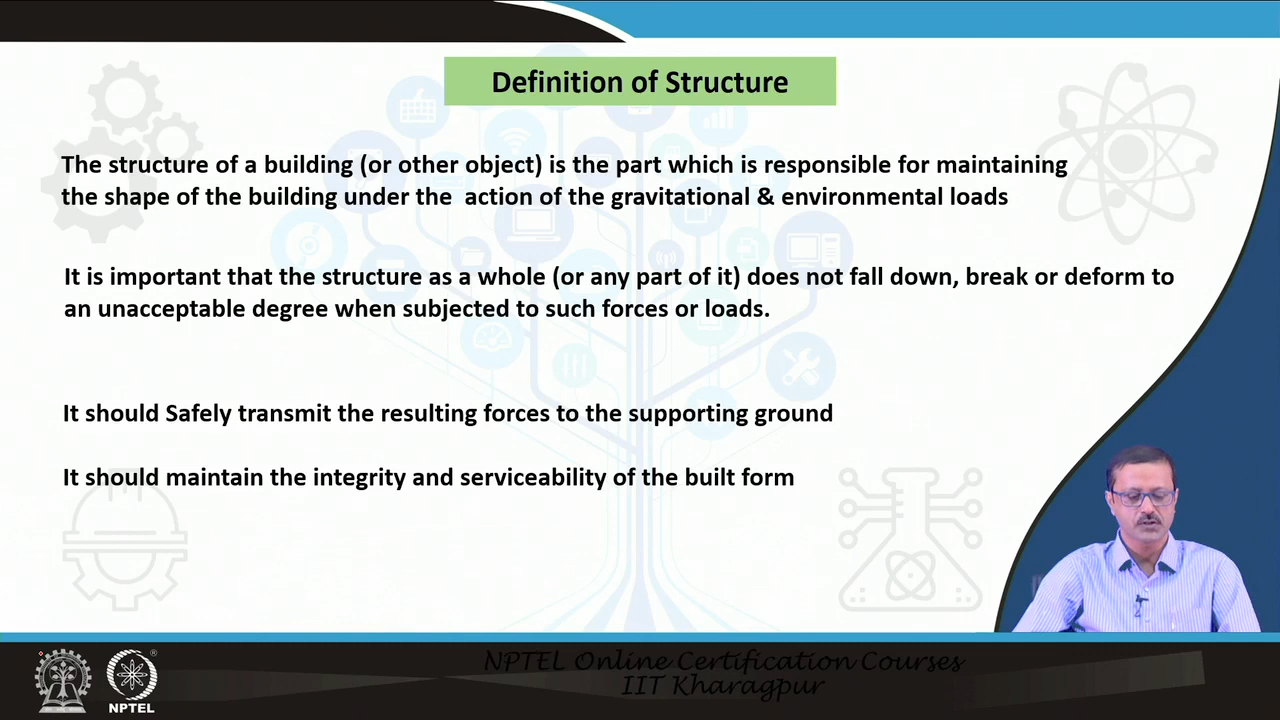 Definition of Structure
The structure of a building (or other object) is the part which is responsible for maintaining
the shape of the building under the action of the gravitational & environmental loads
It is important that the structure as a whole (or any part of it) does not fall down, break or deform to
an unacceptable degree when subjected to such forces or loads.
It should Safely transmit the resulting forces to the supporting ground
It should maintain the integrity and serviceability of the built form
NPTEL Online Certification Courses
IIT Kharagpur
NPTEL